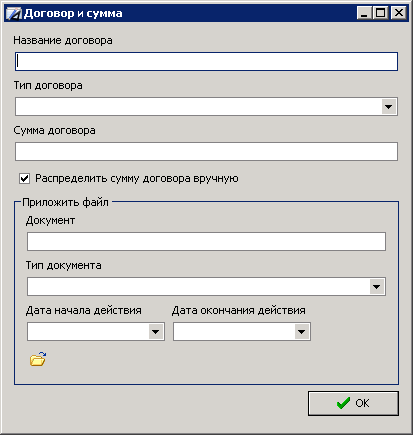 Договор и сумма
Название договора
Тип договора
Сумма договора
Распределить сумму договора вручную
Приложить файл
Документ
Тип документа
Дата начала действия Дата окончания действия
OK